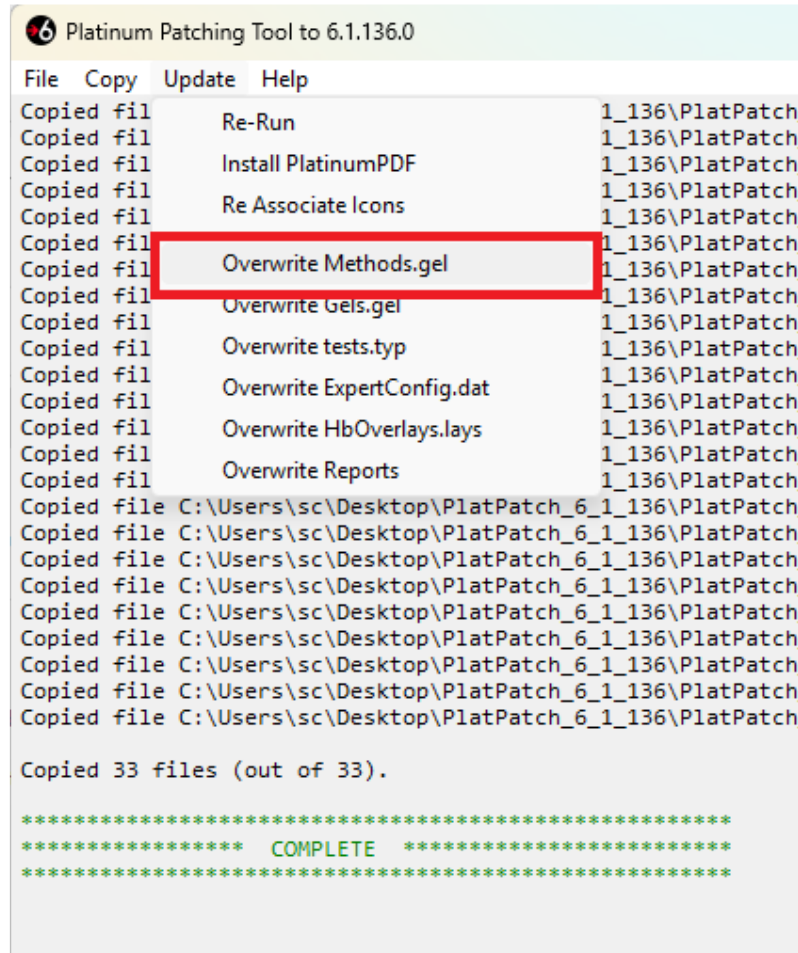 Platinum Patching Tool to 6.1.136.0
File Copy Update Help
Copied fil 1_136\PlatPatch
Re-Run
Copied fil 1_136\PlatPatch
Copied fil Install PlatinumPDF 1_136\PlatPatch
Copied fil 1_136\PlatPatch
Re Associate Icons
Copied fil 1_136\PlatPatch
Copied fil 1_136\PlatPatch
Copied fil Overwrite Methods.gel 1_136\PlatPatch
Copied fil 1_136\PlatPatch
Overwrite Gels.gel
Copied fil 1_136\PlatPatch
Copied fil Overwrite tests.typ 1_136\PlatPatch
Copied fil 1_136\PlatPatch
Overwrite ExpertConfig.dat
Copied fil 1_136\PlatPatch
Copied fil Overwrite HbOverlays.lays 1_136\PlatPatch
Copied fil 1_136\PlatPatch
Overwrite Reports
Copied fil 1_136\PlatPatch
Copied file C:\Users\sc\Desktop\PlatPatch_6_1_136\PlatPatch
Copied file C:\Users\sc\Desktop\PlatPatch_6_1_136\PlatPatch
Copied file C:\Users\sc\Desktop\PlatPatch_6_1_136\PlatPatch
Copied file C:\Users\sc\Desktop\PlatPatch_6_1_136\PlatPatch
Copied file C:\Users\sc\Desktop\PlatPatch_6_1_136\PlatPatch
Copied file C:\Users\sc\Desktop\PlatPatch_6_1_136\PlatPatch
Copied file C:\Users\sc\Desktop\PlatPatch_6_1_136\PlatPatch
Copied file C:\Users\sc\Desktop\PlatPatch_6_1_136\PlatPatch
Copied file C:\Users\sc\Desktop\PlatPatch_6_1_136\PlatPatch
Copied 33 files (out of 33).
******************************************************
***************** COMPLETE *************************
******************************************************